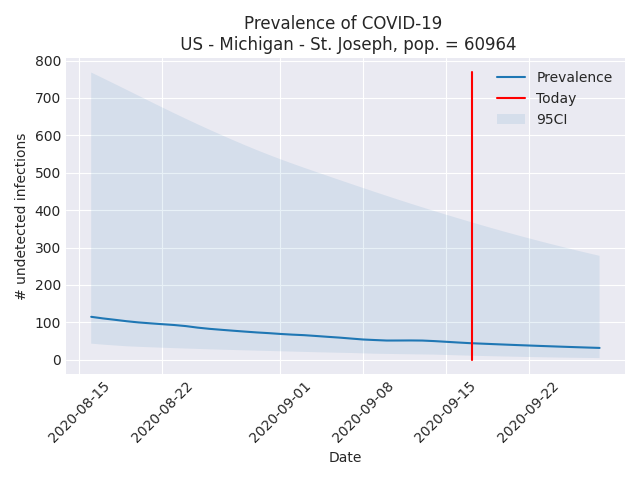 Prevalence of COVID-19
US - Michigan - St. Joseph, pop. = 60964
800
700
600
500
400
300
200
100
0
# undetected infections
Prevalence
Today
95CI
2020-08-15
2020-08-22
2020-09-01
2020-09-08
2020-09-15
2020-09-22
Date